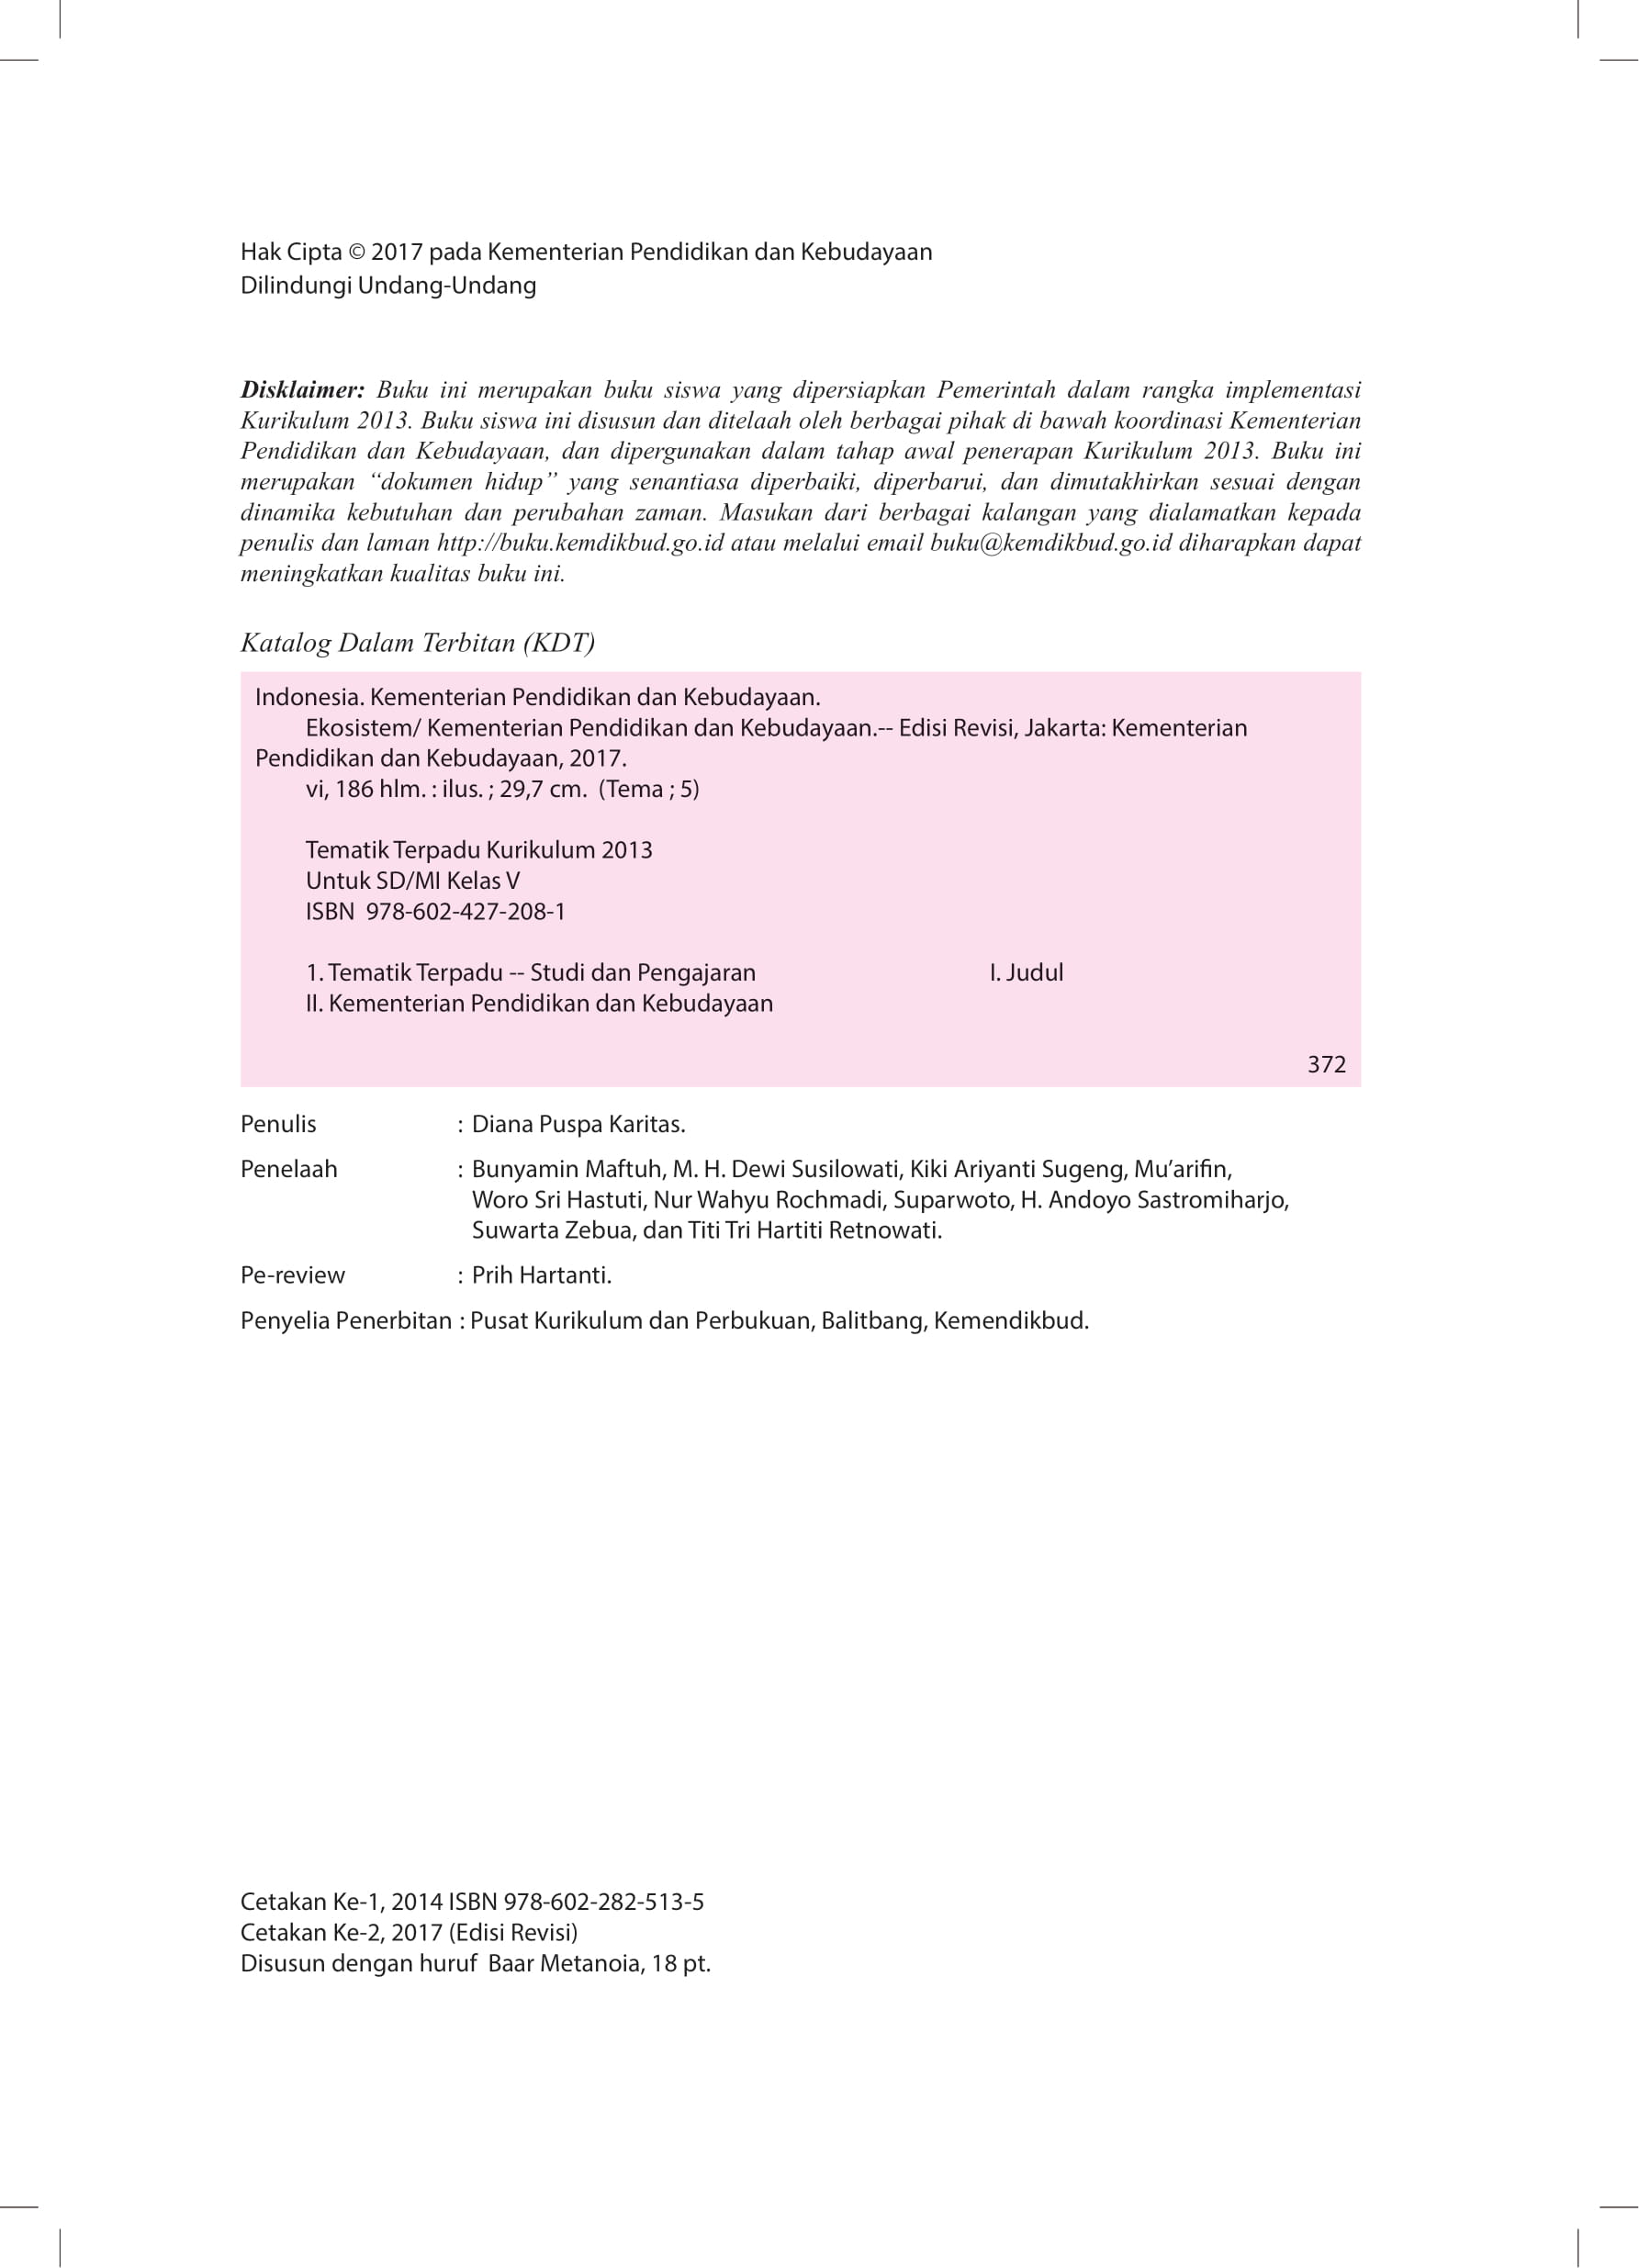 Hak Cipta © 2017 pada Kementerian Pendidikan dan Kebudayaan
Dilindungi Undang-Undang
Disklaimer: Buku ini merupakan buku siswa yang dipersiapkan Pemerintah dalam rangka implementasi
Kurikulum 2013. Buku siswa ini disusun dan ditelaah oleh berbagai pihak di bawah koordinasi Kementerian
Pendidikan dan Kebudayaan, dan dipergunakan dalam tahap awal penerapan Kurikulum 2013. Buku ini
merupakan “dokumen hidup” yang senantiasa diperbaiki, diperbarui, dan dimutakhirkan sesuai dengan
dinamika kebutuhan dan perubahan zaman. Masukan dari berbagai kalangan yang dialamatkan kepada
penulis dan laman http://buku.kemdikbud.go.id atau melalui email buku@kemdikbud.go.id diharapkan dapat
meningkatkan kualitas buku ini.
Katalog Dalam Terbitan (KDT)
Indonesia. Kementerian Pendidikan dan Kebudayaan.
Ekosistem/ Kementerian Pendidikan dan Kebudayaan.-- Edisi Revisi, Jakarta: Kementerian
Pendidikan dan Kebudayaan, 2017.
vi, 186 hlm. : ilus. ; 29,7 cm. (Tema ; 5)
Tematik Terpadu Kurikulum 2013
Untuk SD/MI Kelas V
ISBN 978-602-427-208-1
1. Tematik Terpadu -- Studi dan Pengajaran I. Judul
II. Kementerian Pendidikan dan Kebudayaan
372
Penulis : Diana Puspa Karitas.
Penelaah : Bunyamin Maftuh, M. H. Dewi Susilowati, Kiki Ariyanti Sugeng, Mu’arifin,
Woro Sri Hastuti, Nur Wahyu Rochmadi, Suparwoto, H. Andoyo Sastromiharjo,
Suwarta Zebua, dan Titi Tri Hartiti Retnowati.
Pe-review : Prih Hartanti.
Penyelia Penerbitan : Pusat Kurikulum dan Perbukuan, Balitbang, Kemendikbud.
Cetakan Ke-1, 2014 ISBN 978-602-282-513-5
Cetakan Ke-2, 2017 (Edisi Revisi)
Disusun dengan huruf Baar Metanoia, 18 pt.